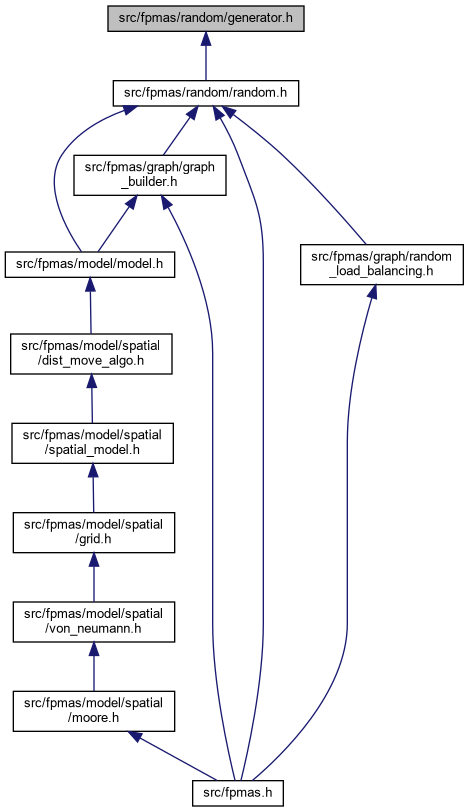 src/fpmas/random/generator.h
src/fpmas/random/random.h
src/fpmas/graph/graph
_builder.h
src/fpmas/model/model.h
src/fpmas/graph/random
_load_balancing.h
src/fpmas/model/spatial
/dist_move_algo.h
src/fpmas/model/spatial
/spatial_model.h
src/fpmas/model/spatial
/grid.h
src/fpmas/model/spatial
/von_neumann.h
src/fpmas/model/spatial
/moore.h
src/fpmas.h